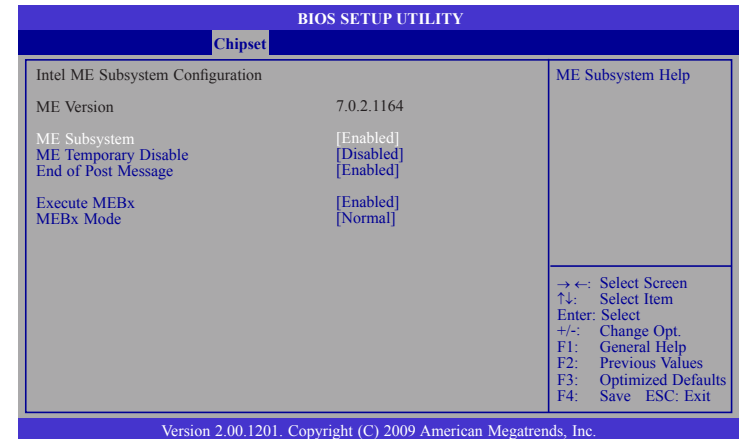 BIOS SETUP UTILITY
Chipset
Intel ME Subsystem Configuration
ME Version 7.0.2.1164
ME Subsystem [Enabled]
ME Temporary Disable [Disabled]
End of Post Message [Enabled]
Execute MEBx [Enabled]
MEBx Mode [Normal]
ME Subsystem Help
→ ←: Select Screen
↑↓: Select Item
Enter: Select
+/-: Change Opt.
F1: General Help
F2: Previous Values
F3: Optimized Defaults
F4: Save ESC: Exit
Version 2.00.1201. Copyright (C) 2009 American Megatrends, Inc.